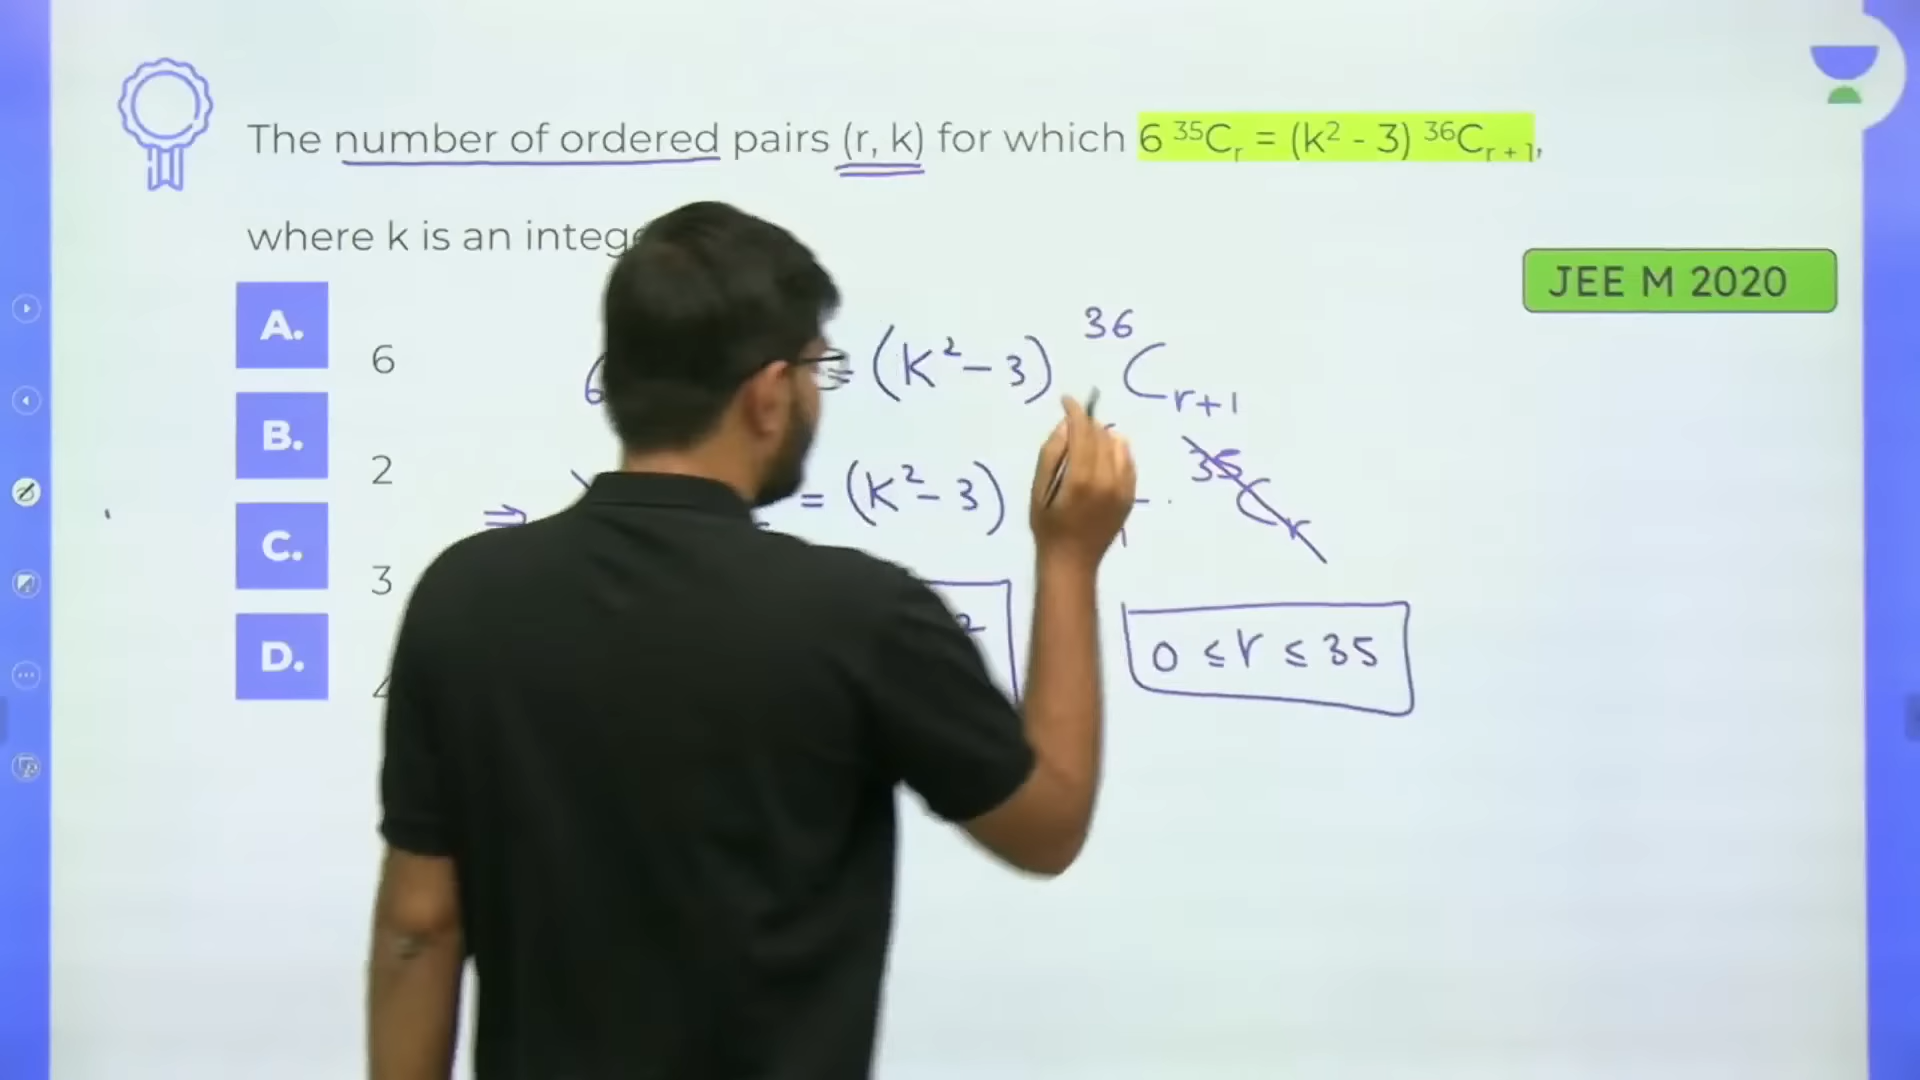 The number of ordered pairs (r, k) for which 6 ³⁵Cᵣ = (k² - 3) ³⁶Cᵣ₊₁,
where k is an
JEE M 2020
A. 6
B. 2
C. 3
D.
6 = (K² - 3) ³⁶Cᵣ₊₁
⇒ = (K² - 3) · ³⁵Cᵣ
0 ≤ r ≤ 35